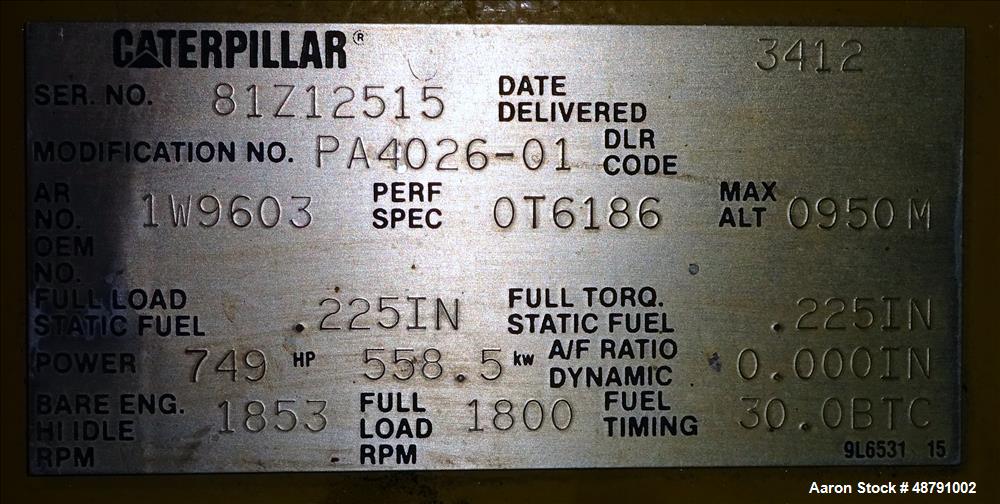 CATERPILLAR® 3412
SER. NO. 81Z12515 DATE DELIVERED
MODIFICATION NO. PA4026-01 DLR CODE
AR NO. 1W9603 PERF SPEC 0T6186 MAX ALT 0950M
OEM NO.
FULL LOAD STATIC FUEL .225IN FULL TORQ. STATIC FUEL .225IN
POWER 749 HP 558.5 kw A/F RATIO DYNAMIC 0.000IN
BARE ENG. HI IDLE RPM 1853 FULL LOAD RPM 1800 FUEL TIMING 30.0BTC
9L6531 15
Aaron Stock # 48791002